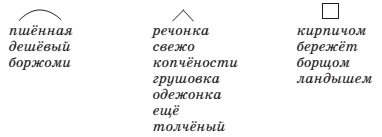 пшённая
дешёвый
боржоми
речонка
свежо
копчёности
грушовка
одежонка
ещё
толчёный
кирпичом
бережёт
борщом
ландышем